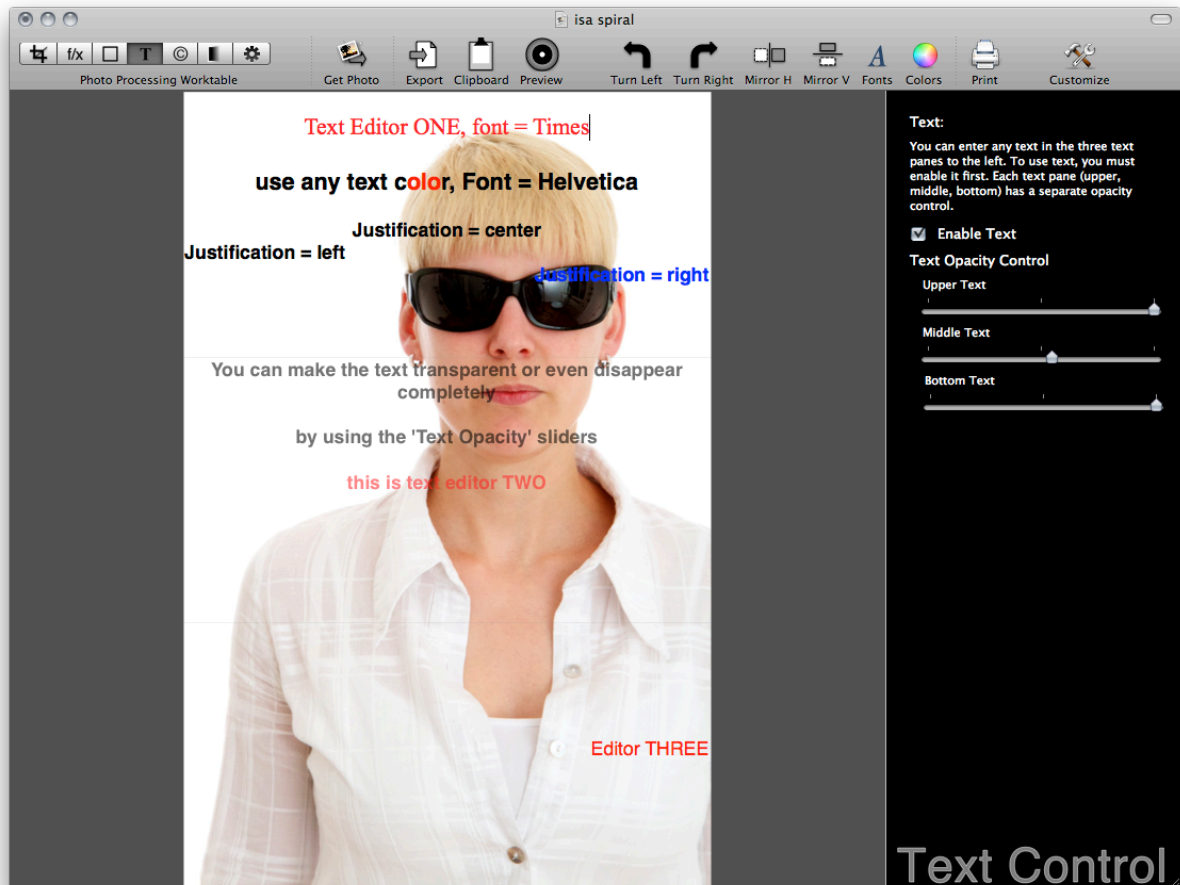 isa spiral
f/x
T
©
Photo Processing Worktable
Get Photo
Export
Clipboard
Preview
Turn Left
Turn Right
Mirror H
Mirror V
A
Fonts
Colors
Print
Customize
Text Editor ONE, font = Times
use any text color, Font = Helvetica
Justification = center
Justification = left
Justification = right
You can make the text transparent or even disappear
completely
by using the 'Text Opacity' sliders
this is text editor TWO
Editor THREE
Text:
You can enter any text in the three text
panes to the left. To use text, you must
enable it first. Each text pane (upper,
middle, bottom) has a separate opacity
control.
Enable Text
Text Opacity Control
Upper Text
Middle Text
Bottom Text
Text Control